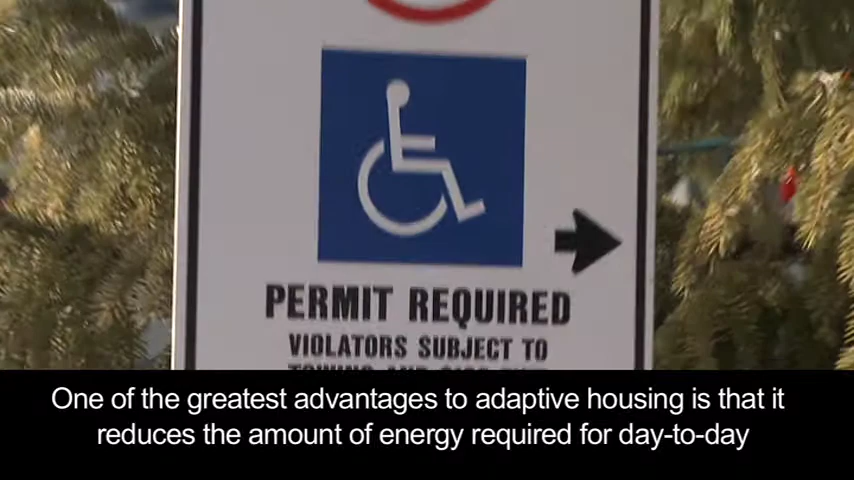 PERMIT REQUIRED
VIOLATORS SUBJECT TO
One of the greatest advantages to adaptive housing is that it
reduces the amount of energy required for day-to-day